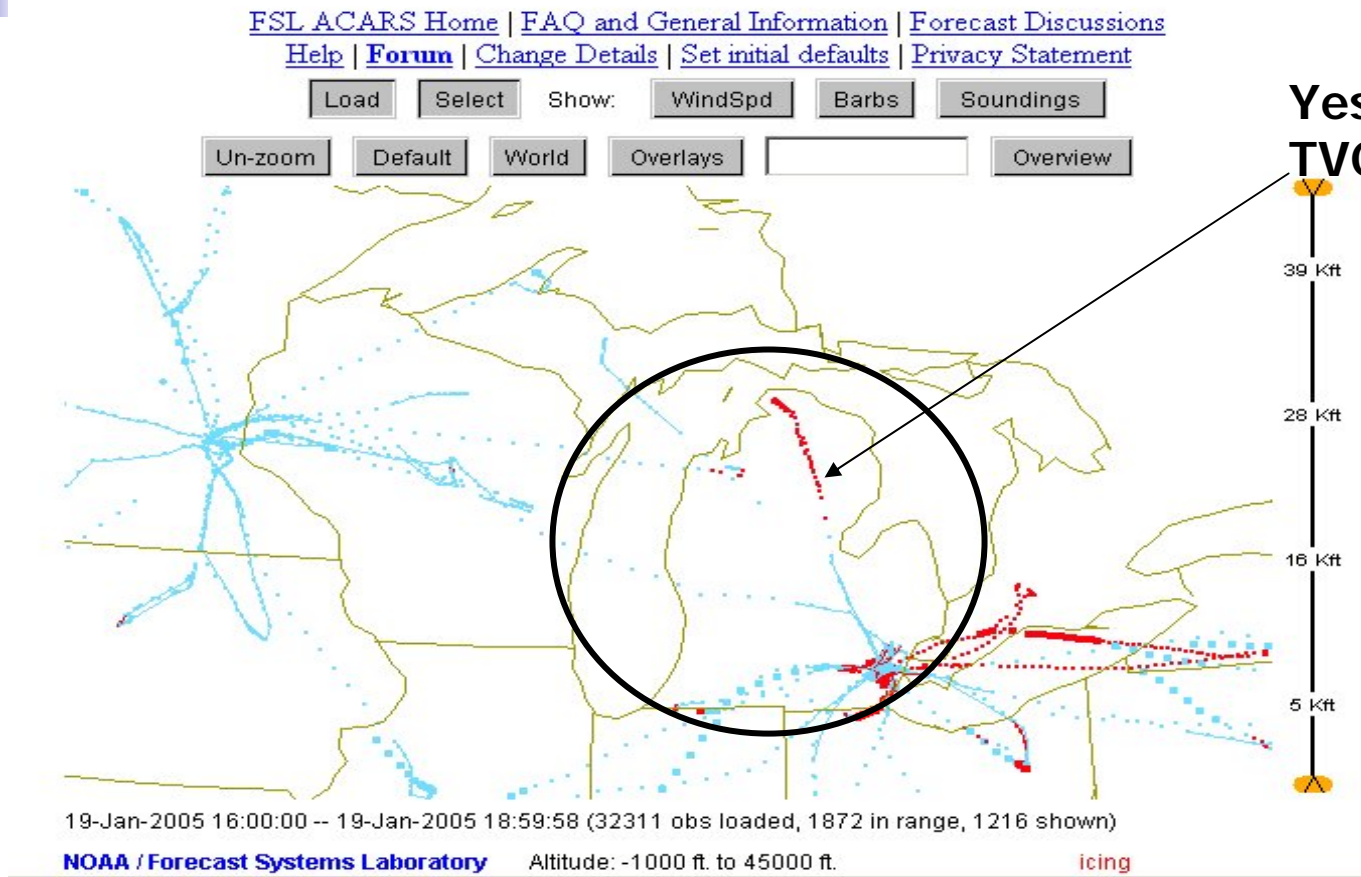 FSL ACARS Home | FAQ and General Information | Forecast Discussions
Help | Forum | Change Details | Set initial defaults | Privacy Statement
Load Select Show: WindSpd Barbs Soundings
Un-zoom Default World Overlays Overview
39 Kft
28 Kft
16 Kft
5 Kft
19-Jan-2005 16:00:00 -- 19-Jan-2005 18:59:58 (32311 obs loaded, 1872 in range, 1216 shown)
NOAA / Forecast Systems Laboratory Altitude: -1000 ft. to 45000 ft. icing